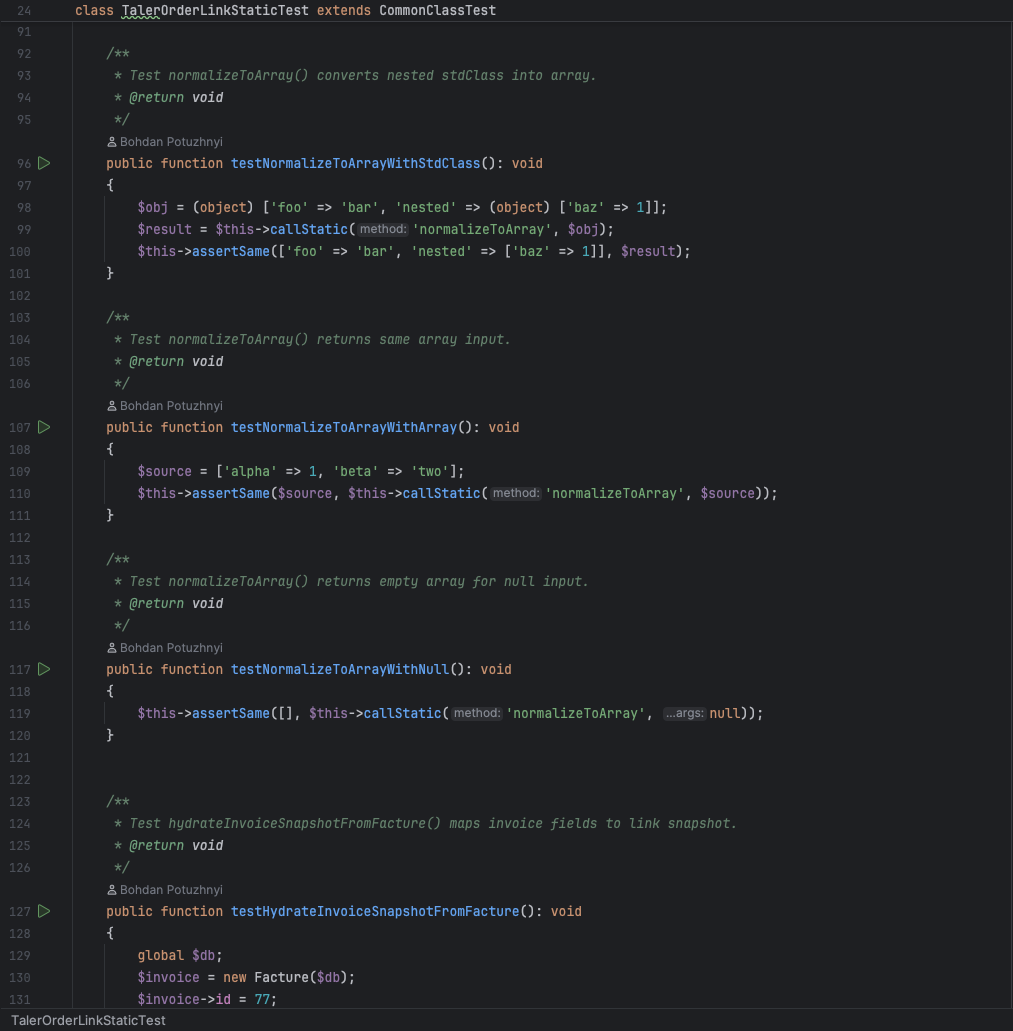 24 class TalerOrderLinkStaticTest extends CommonClassTest
91
92 /**
93 * Test normalizeToArray() converts nested stdClass into array.
94 * @return void
95 */
Bohdan Potuzhnyi
96 public function testNormalizeToArrayWithStdClass(): void
97 {
98 $obj = (object) ['foo' => 'bar', 'nested' => (object) ['baz' => 1]];
99 $result = $this->callStatic( method: 'normalizeToArray', $obj);
100 $this->assertSame(['foo' => 'bar', 'nested' => ['baz' => 1]], $result);
101 }
102
103 /**
104 * Test normalizeToArray() returns same array input.
105 * @return void
106 */
Bohdan Potuzhnyi
107 public function testNormalizeToArrayWithArray(): void
108 {
109 $source = ['alpha' => 1, 'beta' => 'two'];
110 $this->assertSame($source, $this->callStatic( method: 'normalizeToArray', $source));
111 }
112
113 /**
114 * Test normalizeToArray() returns empty array for null input.
115 * @return void
116 */
Bohdan Potuzhnyi
117 public function testNormalizeToArrayWithNull(): void
118 {
119 $this->assertSame([], $this->callStatic( method: 'normalizeToArray', ...args: null));
120 }
121
122
123 /**
124 * Test hydrateInvoiceSnapshotFromFacture() maps invoice fields to link snapshot.
125 * @return void
126 */
Bohdan Potuzhnyi
127 public function testHydrateInvoiceSnapshotFromFacture(): void
128 {
129 global $db;
130 $invoice = new Facture($db);
131 $invoice->id = 77;
TalerOrderLinkStaticTest